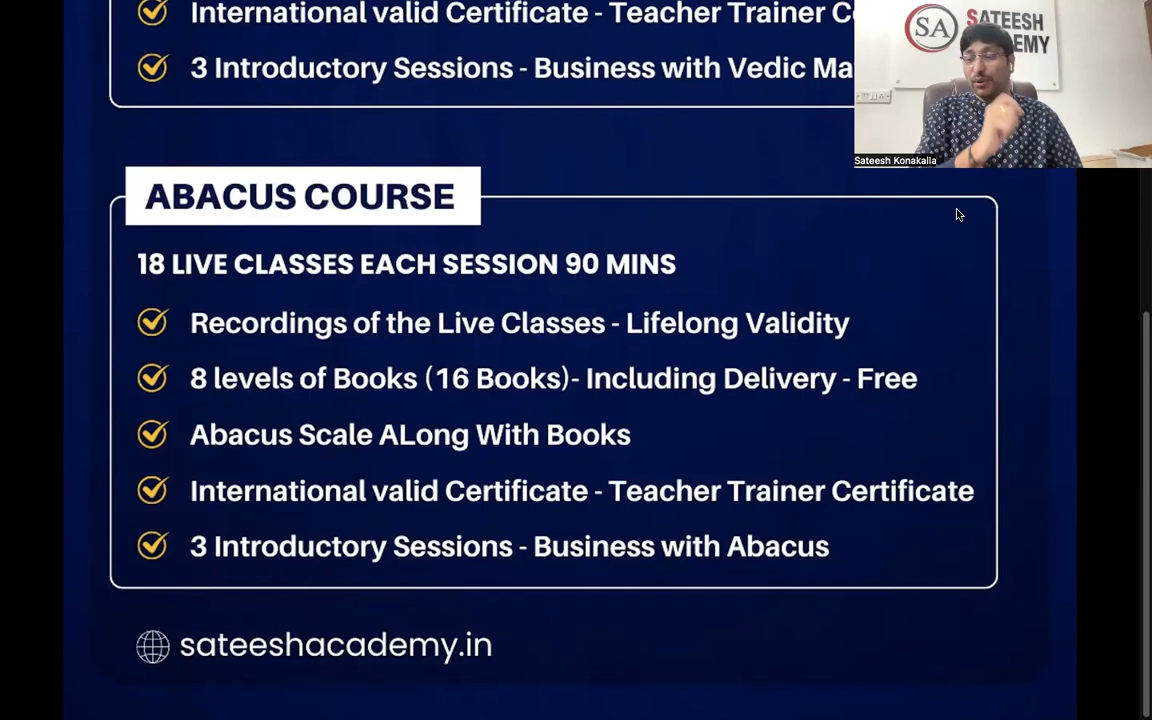 International valid Certificate - Teacher Trainer
3 Introductory Sessions - Business with Vedic
SA SATEESH
Sateesh Konakalla
ABACUS COURSE
18 LIVE CLASSES EACH SESSION 90 MINS
Recordings of the Live Classes - Lifelong Validity
8 levels of Books (16 Books)- Including Delivery - Free
Abacus Scale ALong With Books
International valid Certificate - Teacher Trainer Certificate
3 Introductory Sessions - Business with Abacus
sateeshacademy.in